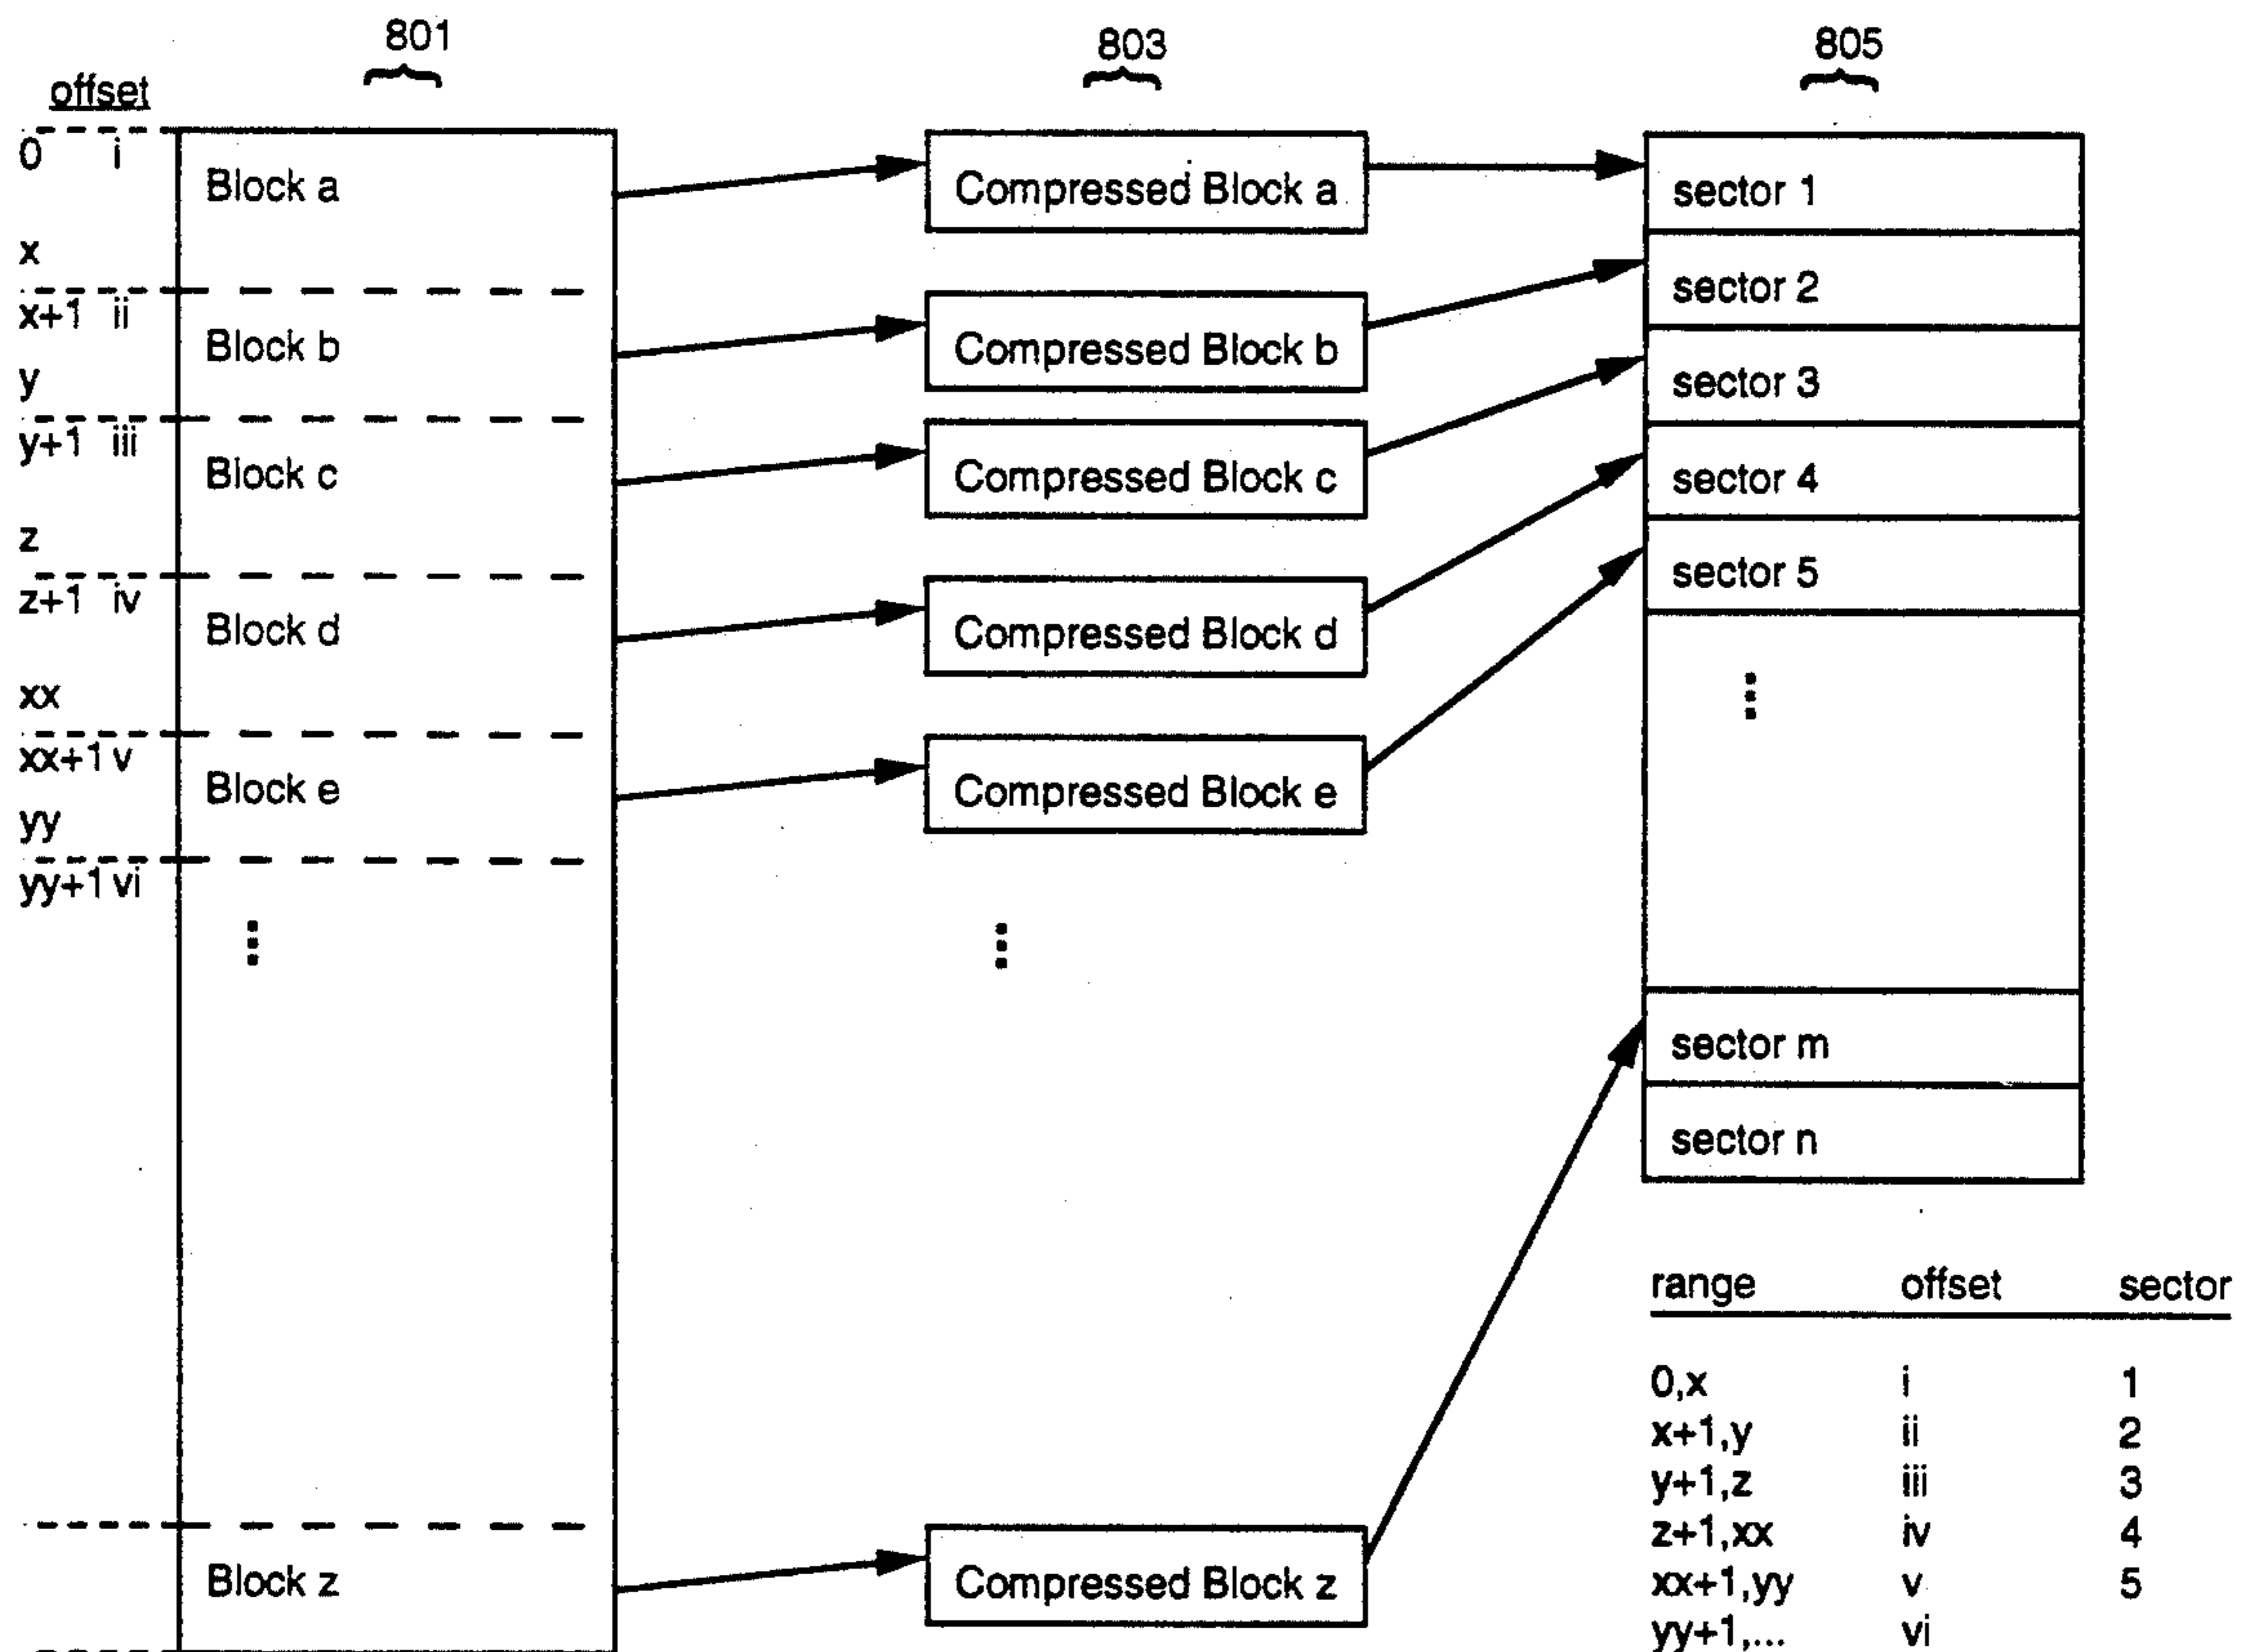 801
803
805
offset
0 i
Block a
Compressed Block a
sector 1
x
x+1 ii
Block b
Compressed Block b
sector 2
y
y+1 iii
Block c
Compressed Block c
sector 3
z
z+1 iv
Block d
Compressed Block d
sector 4
xx
xx+1 v
Block e
Compressed Block e
sector 5
yy
yy+1 vi
sector m
sector n
Block z
Compressed Block z
range offset sector
0,x i 1
x+1,y ii 2
y+1,z iii 3
z+1,xx iv 4
xx+1,yy v 5
yy+1,... vi